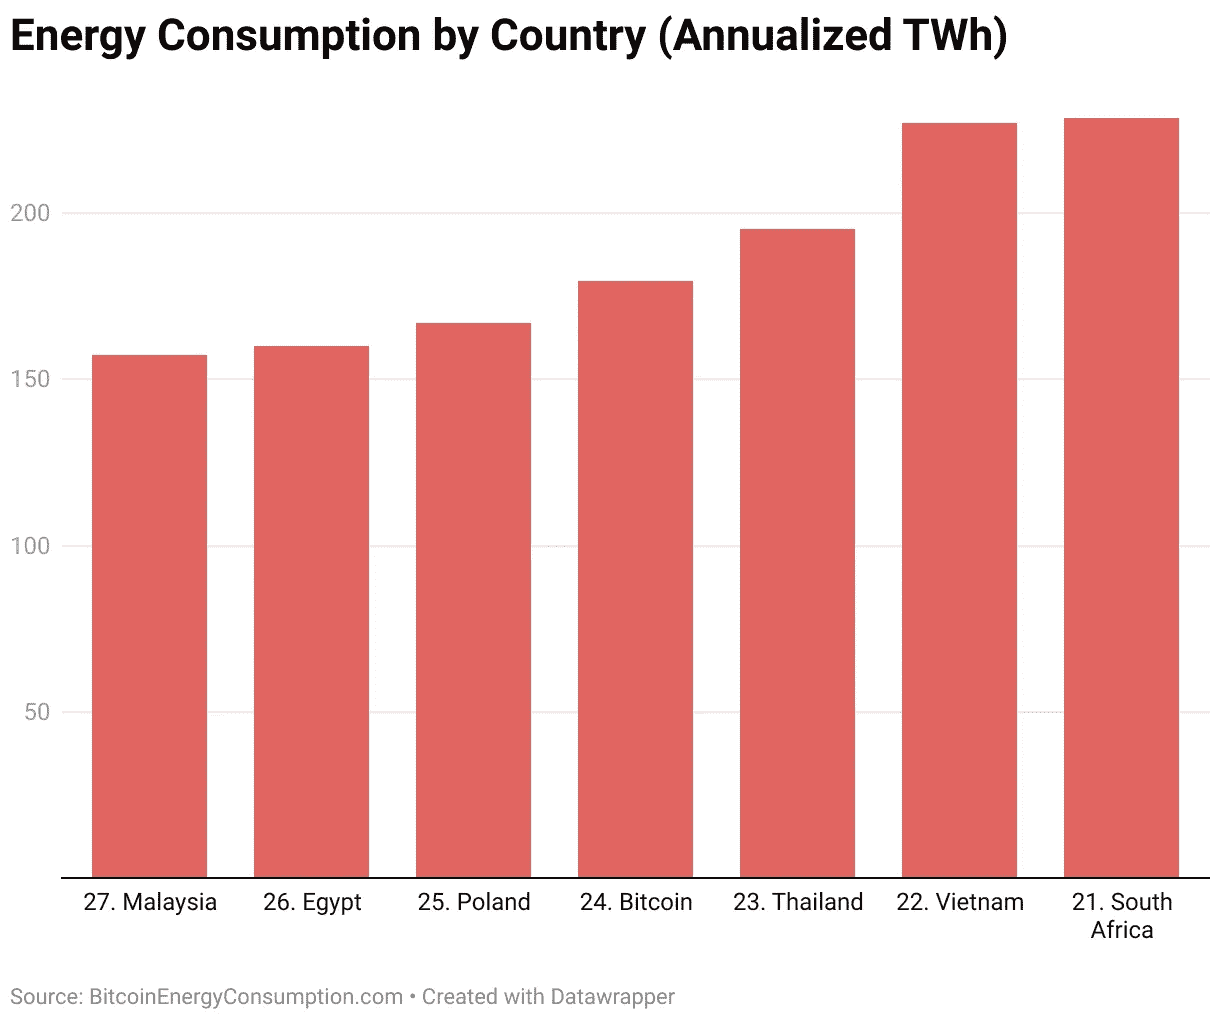 Energy Consumption by Country (Annualized TWh)
200
150
100
50
27. Malaysia
26. Egypt
25. Poland
24. Bitcoin
23. Thailand
22. Vietnam
21. South
Africa
Source: BitcoinEnergyConsumption.com • Created with Datawrapper